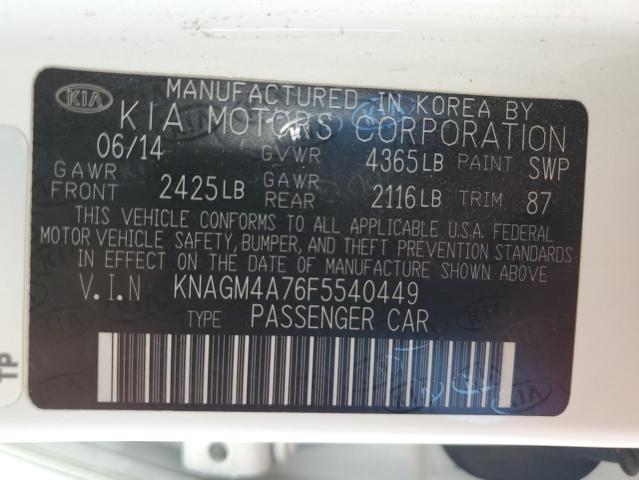 KIA
MANUFACTURED IN KOREA BY
KIA MOTORS CORPORATION
06/14 GVWR 4365LB PAINT SWP
GAWR FRONT 2425LB GAWR REAR 2116LB TRIM 87
THIS VEHICLE CONFORMS TO ALL APPLICABLE U.S.A. FEDERAL
MOTOR VEHICLE SAFETY, BUMPER, AND THEFT PREVENTION STANDARDS
IN EFFECT ON THE DATE OF MANUFACTURE SHOWN ABOVE
V.I.N KNAGM4A76F5540449
TYPE PASSENGER CAR
TP